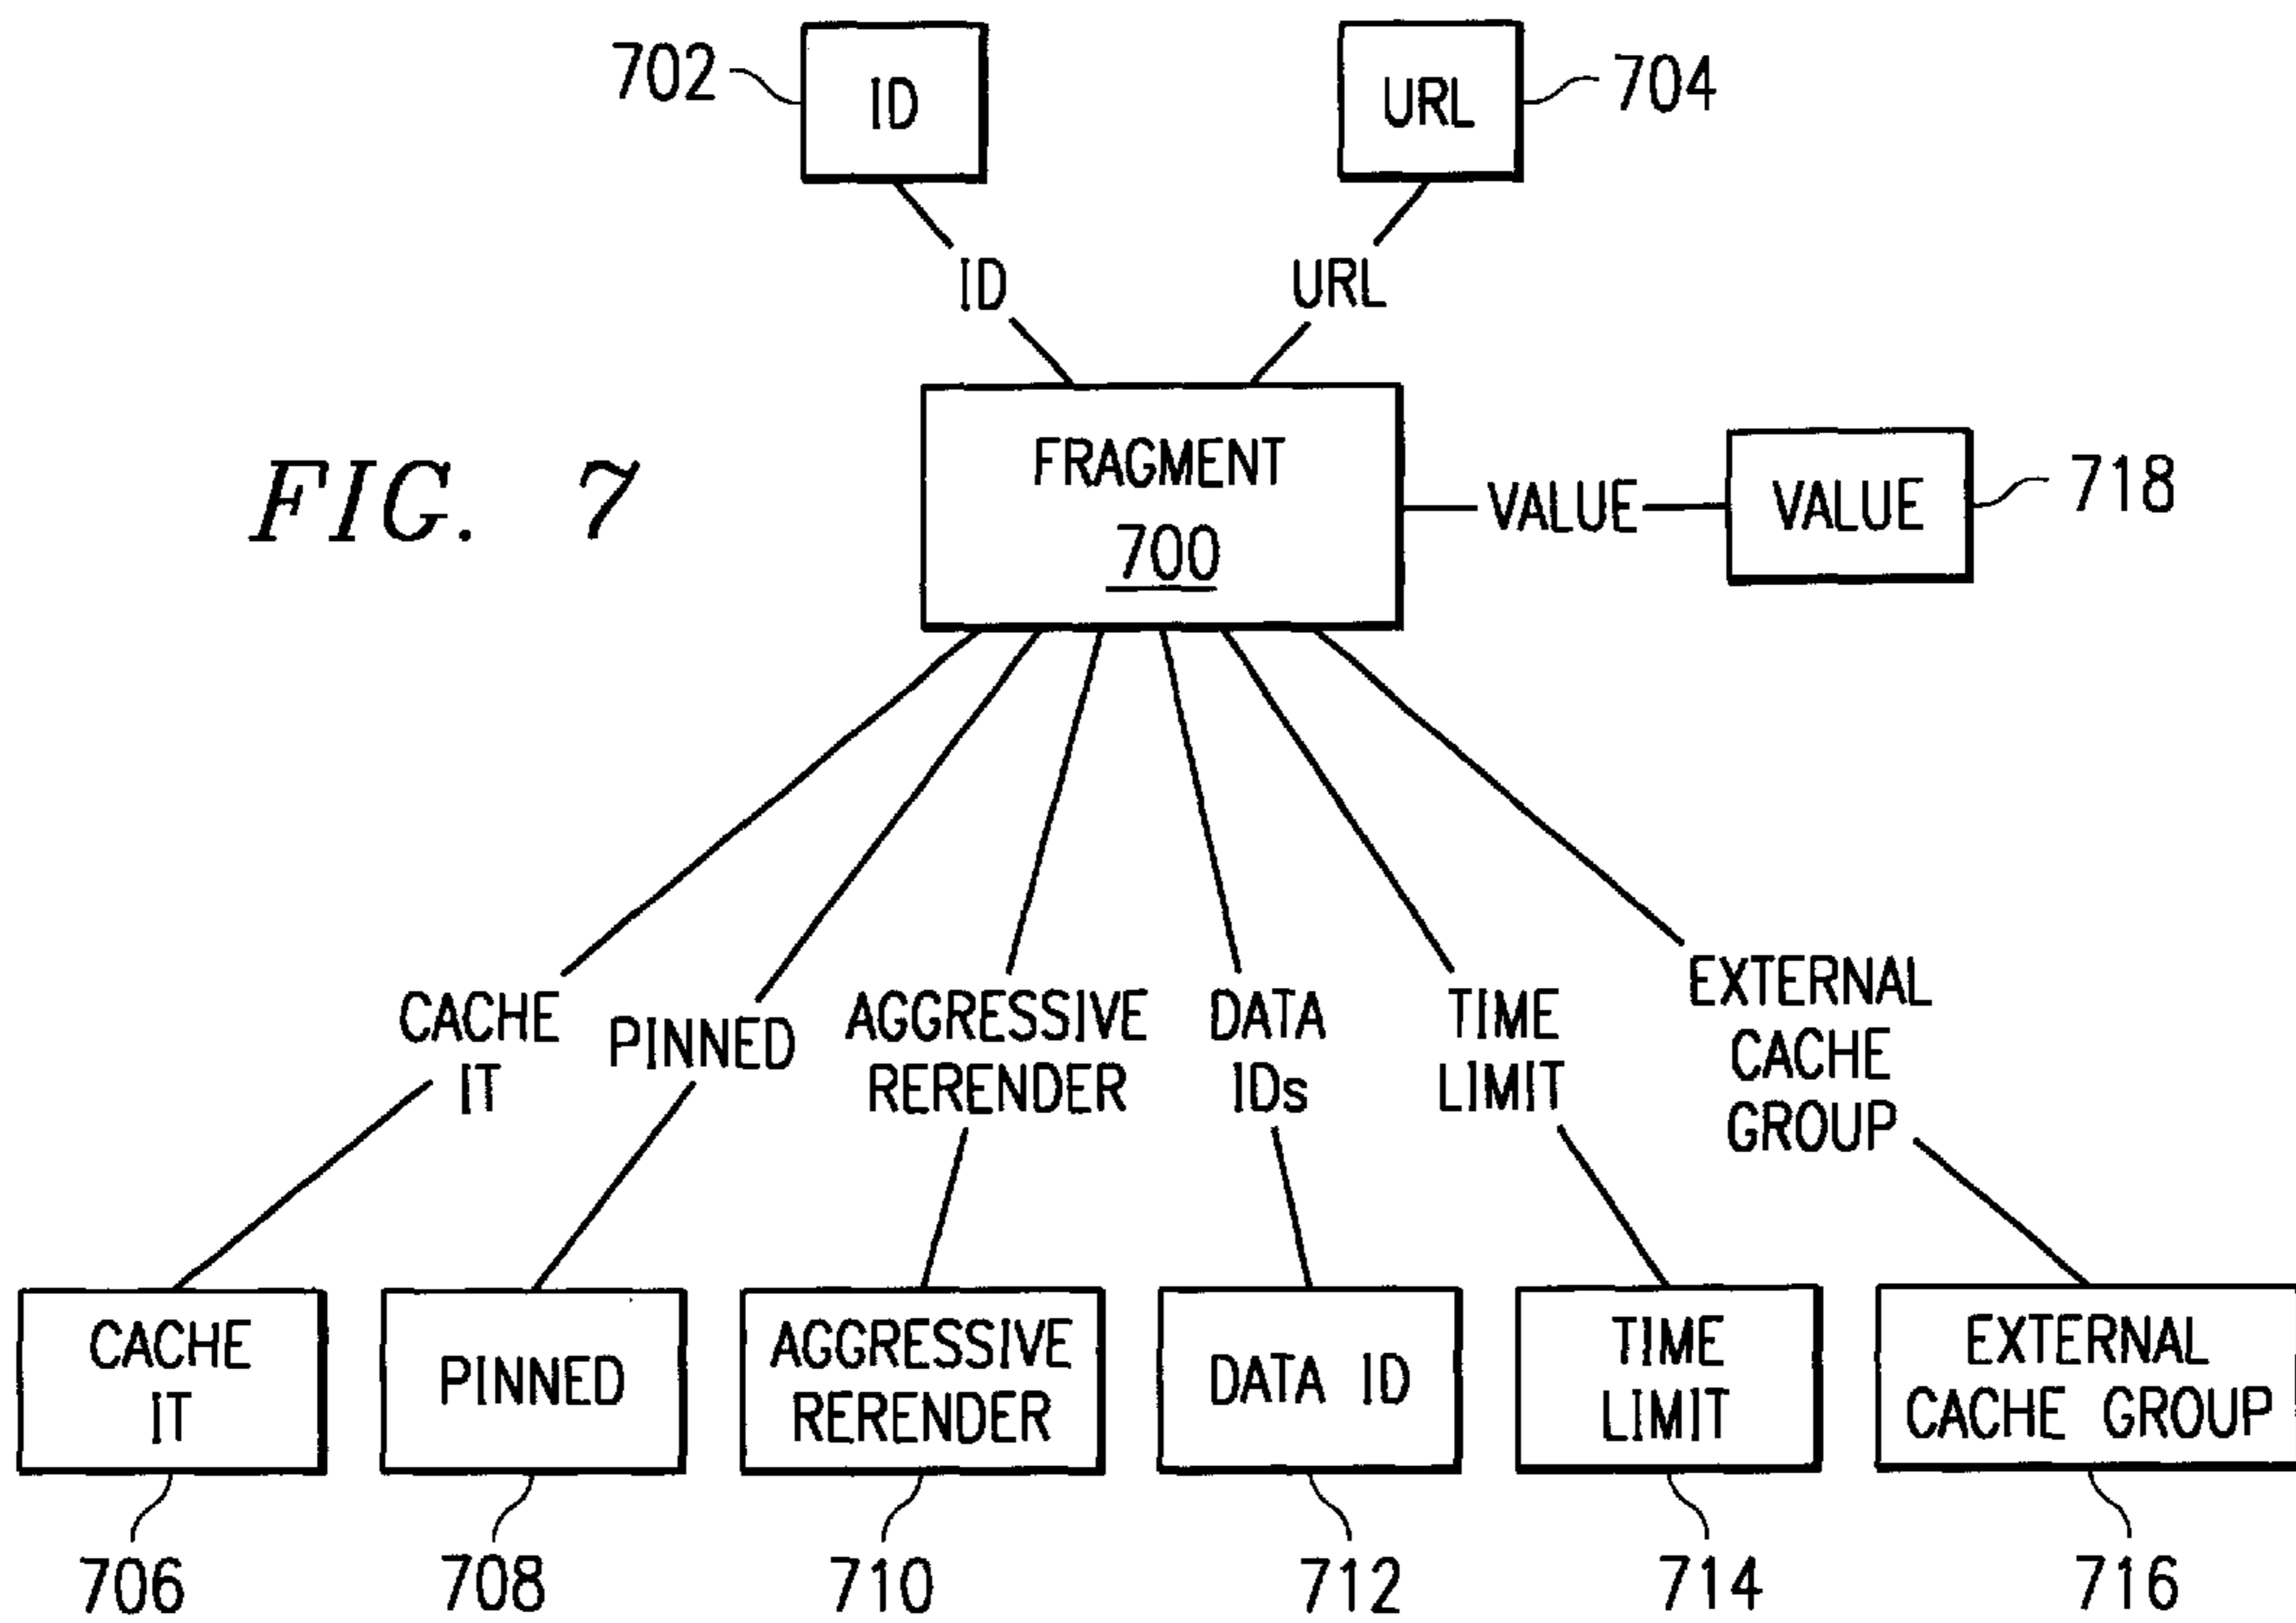 702
ID
URL
704
ID
URL
FIG. 7
FRAGMENT
700
VALUE
VALUE
718
CACHE
IT
PINNED
AGGRESSIVE
RERENDER
DATA
IDs
TIME
LIMIT
EXTERNAL
CACHE
GROUP
CACHE
IT
PINNED
AGGRESSIVE
RERENDER
DATA ID
TIME
LIMIT
EXTERNAL
CACHE GROUP
706
708
710
712
714
716